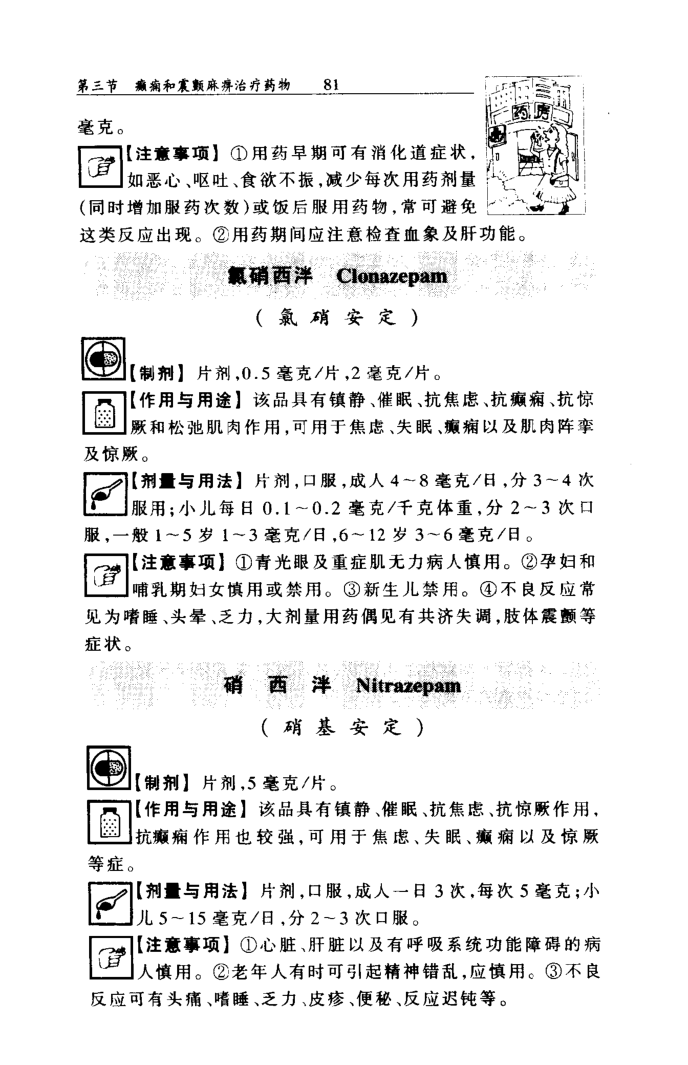 第三节　癫痫和震颤麻痹治疗药物　81
药房
毫克。
【注意事项】①用药早期可有消化道症状，
如恶心、呕吐、食欲不振，减少每次用药剂量
(同时增加服药次数)或饭后服用药物，常可避免
这类反应出现。②用药期间应注意检查血象及肝功能。
氯硝西泮　Clonazepam
(氯硝安定)
【制剂】片剂,0.5毫克/片,2毫克/片。
【作用与用途】该品具有镇静、催眠、抗焦虑、抗癫痫、抗惊
厥和松弛肌肉作用，可用于焦虑、失眠、癫痫以及肌肉阵挛
及惊厥。
【剂量与用法】片剂，口服，成人4~8毫克/日，分3~4次
服用；小儿每日0.1~0.2毫克/千克体重，分2~3次口
服，一般1~5岁1~3毫克/日,6~12岁3~6毫克/日。
【注意事项】①青光眼及重症肌无力病人慎用。②孕妇和
哺乳期妇女慎用或禁用。③新生儿禁用。④不良反应常
见为嗜睡、头晕、乏力，大剂量用药偶见有共济失调，肢体震颤等
症状。
硝西泮　Nitrazepam
(硝基安定)
【制剂】片剂,5毫克/片。
【作用与用途】该品具有镇静、催眠、抗焦虑、抗惊厥作用，
抗癫痫作用也较强，可用于焦虑、失眠、癫痫以及惊厥
等症。
【剂量与用法】片剂，口服，成人一日3次，每次5毫克；小
儿5~15毫克/日，分2~3次口服。
【注意事项】①心脏、肝脏以及有呼吸系统功能障碍的病
人慎用。②老年人有时可引起精神错乱，应慎用。③不良
反应可有头痛、嗜睡、乏力、皮疹、便秘、反应迟钝等。